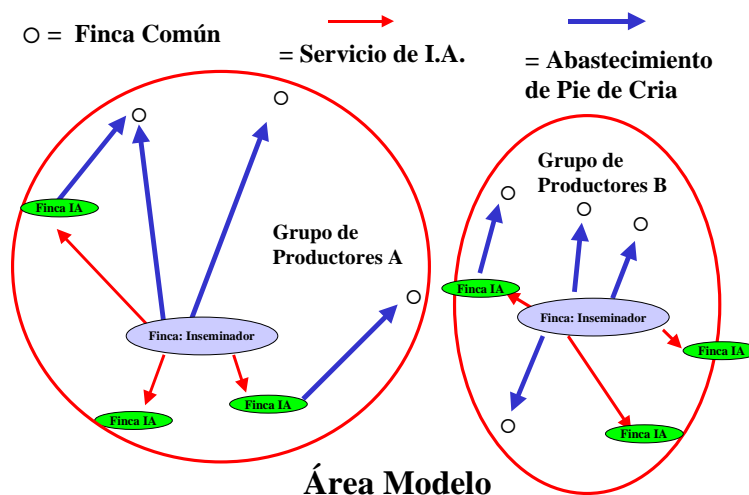 = Finca Común
= Servicio de I.A.
= Abastecimiento
de Pie de Cria
Grupo de
Productores B
Finca IA
Grupo de
Productores A
Finca IA
Finca: Inseminador
Finca: Inseminador
Finca IA
Finca IA
Finca IA
Finca IA
Área Modelo